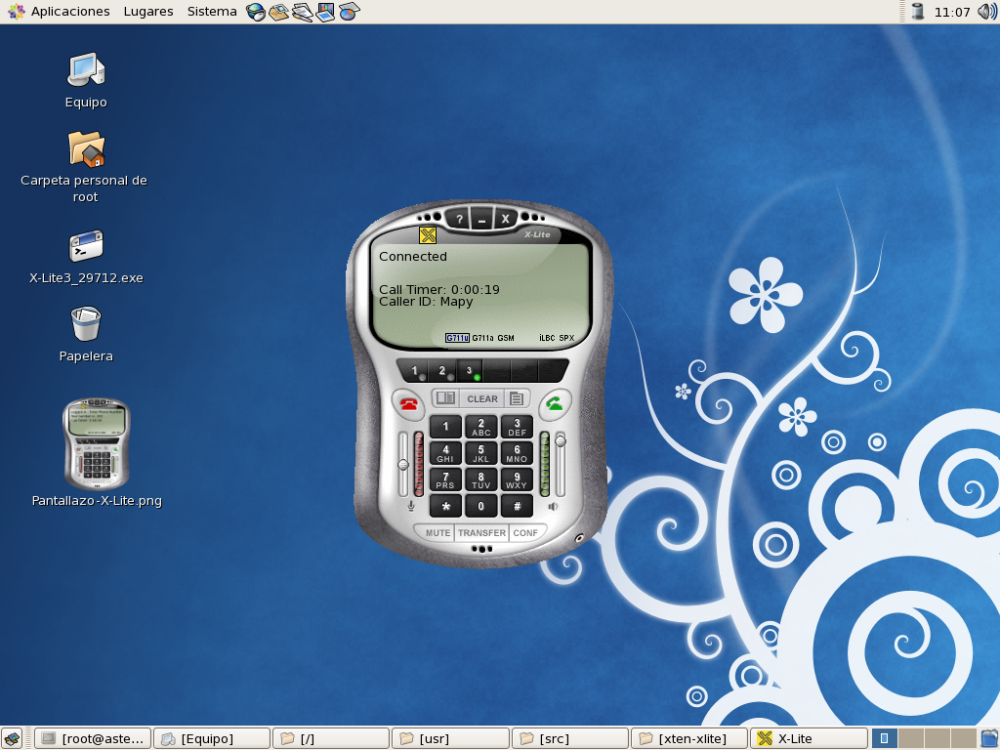 Aplicaciones Lugares Sistema 11:07
Equipo
Carpeta personal de
root
X-Lite3_29712.exe
Papelera
Pantallazo-X-Lite.png
? – X
X-Lite
Connected
Call Timer: 0:00:19
Caller ID: Mapy
G711u G711a GSM iLBC SPX
1 2 3
CLEAR
1 2 ABC 3 DEF
4 GHI 5 JKL 6 MNO
7 PRS 8 TUV 9 WXY
* 0 #
MUTE TRANSFER CONF
[root@aste... [Equipo] [/] [usr] [src] [xten-xlite] X-Lite